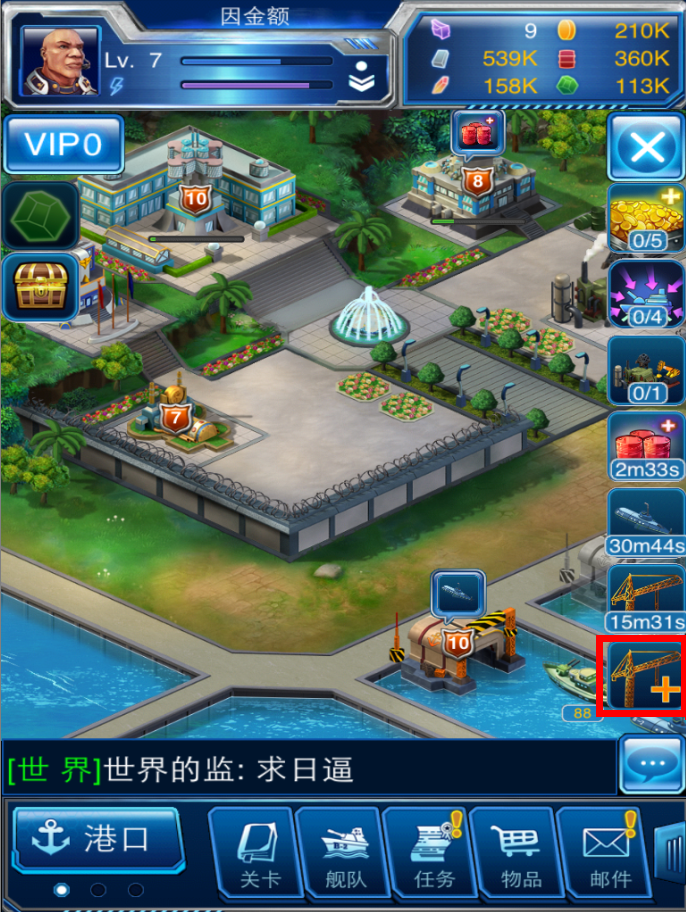 因金额
Lv. 7
9
210K
539K
360K
158K
113K
VIP0
10
8
0/5
0/4
0/1
7
2m33s
30m44s
15m31s
10
88
[世 界]世界的监: 求日逼
港口
关卡
舰队
任务
物品
邮件